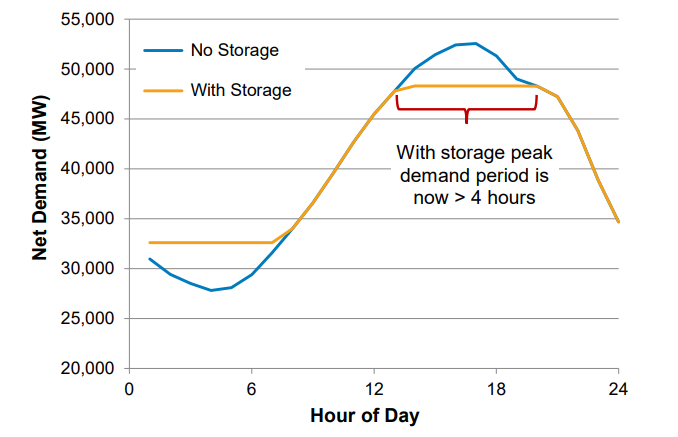 55,000
50,000
45,000
40,000
35,000
30,000
25,000
20,000
Net Demand (MW)
No Storage
With Storage
With storage peak
demand period is
now > 4 hours
0
6
12
18
24
Hour of Day